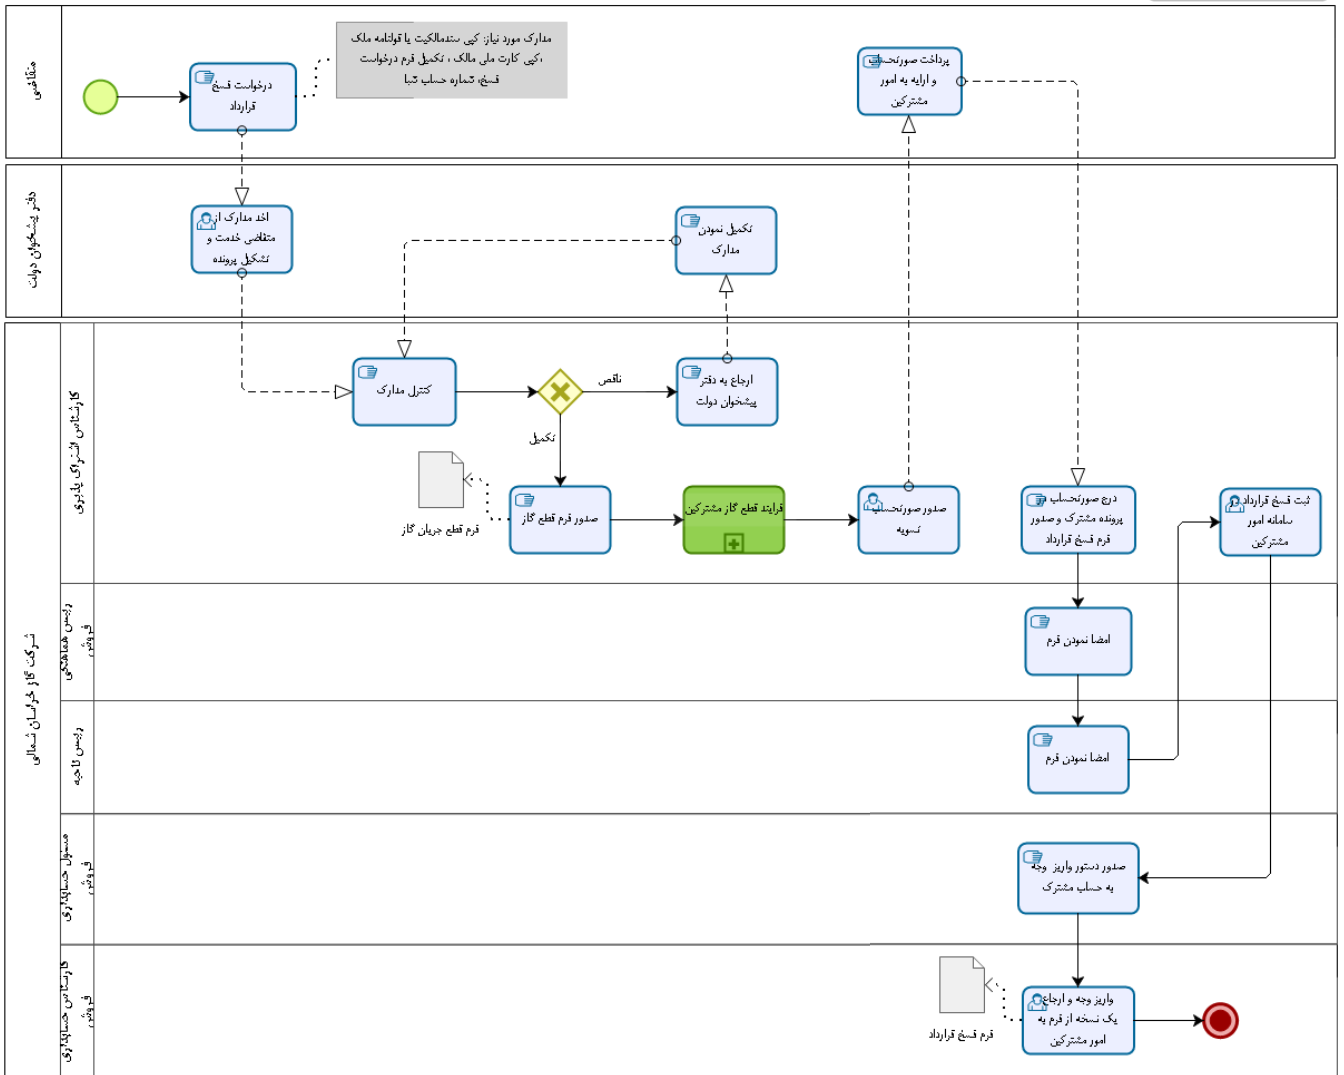 متقاضی
درخواست فسخ
قرارداد
مدارک مورد نیاز: کپی سندمالکیت یا قولنامه ملک
،کپی کارت ملی مالک ، تکمیل فرم درخواست
فسخ، شماره حساب شبا
پرداخت صورتحساب
و ارایه به امور
مشترکین
دفتر پیشخوان دولت
اخذ مدارک از
متقاضی خدمت و
تشکیل پرونده
تکمیل نمودن
مدارک
شرکت گاز خراسان شمالی
کارشناس اشتراک پذیری
کنترل مدارک
ناقص
تکمیل
ارجاع به دفتر
پیشخوان دولت
فرم قطع جریان گاز
صدور فرم قطع گاز
فرایند قطع گاز مشترکین
صدور صورتحساب
تسویه
درج صورتحساب در
پرونده مشترک و صدور
فرم فسخ قرارداد
ثبت فسخ قرارداد در
سامانه امور
مشترکین
رییس هماهنگی
فروش
امضا نمودن فرم
رییس ناحیه
امضا نمودن فرم
مسئول حسابداری
فروش
صدور دستور واریز وجه
به حساب مشترک
کارشناس حسابداری
فروش
فرم فسخ قرارداد
واریز وجه و ارجاع
یک نسخه از فرم به
امور مشترکین